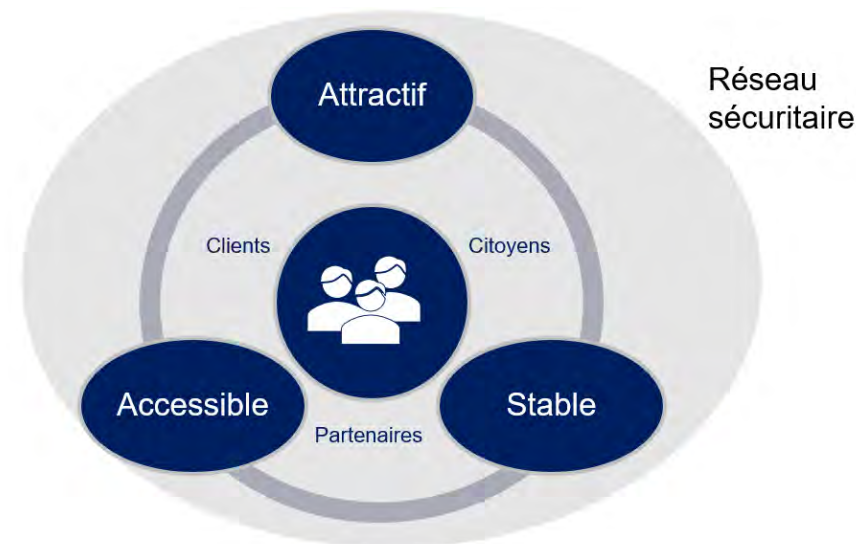 Attractif
Réseau
sécuritaire
Clients
Citoyens
Accessible
Stable
Partenaires